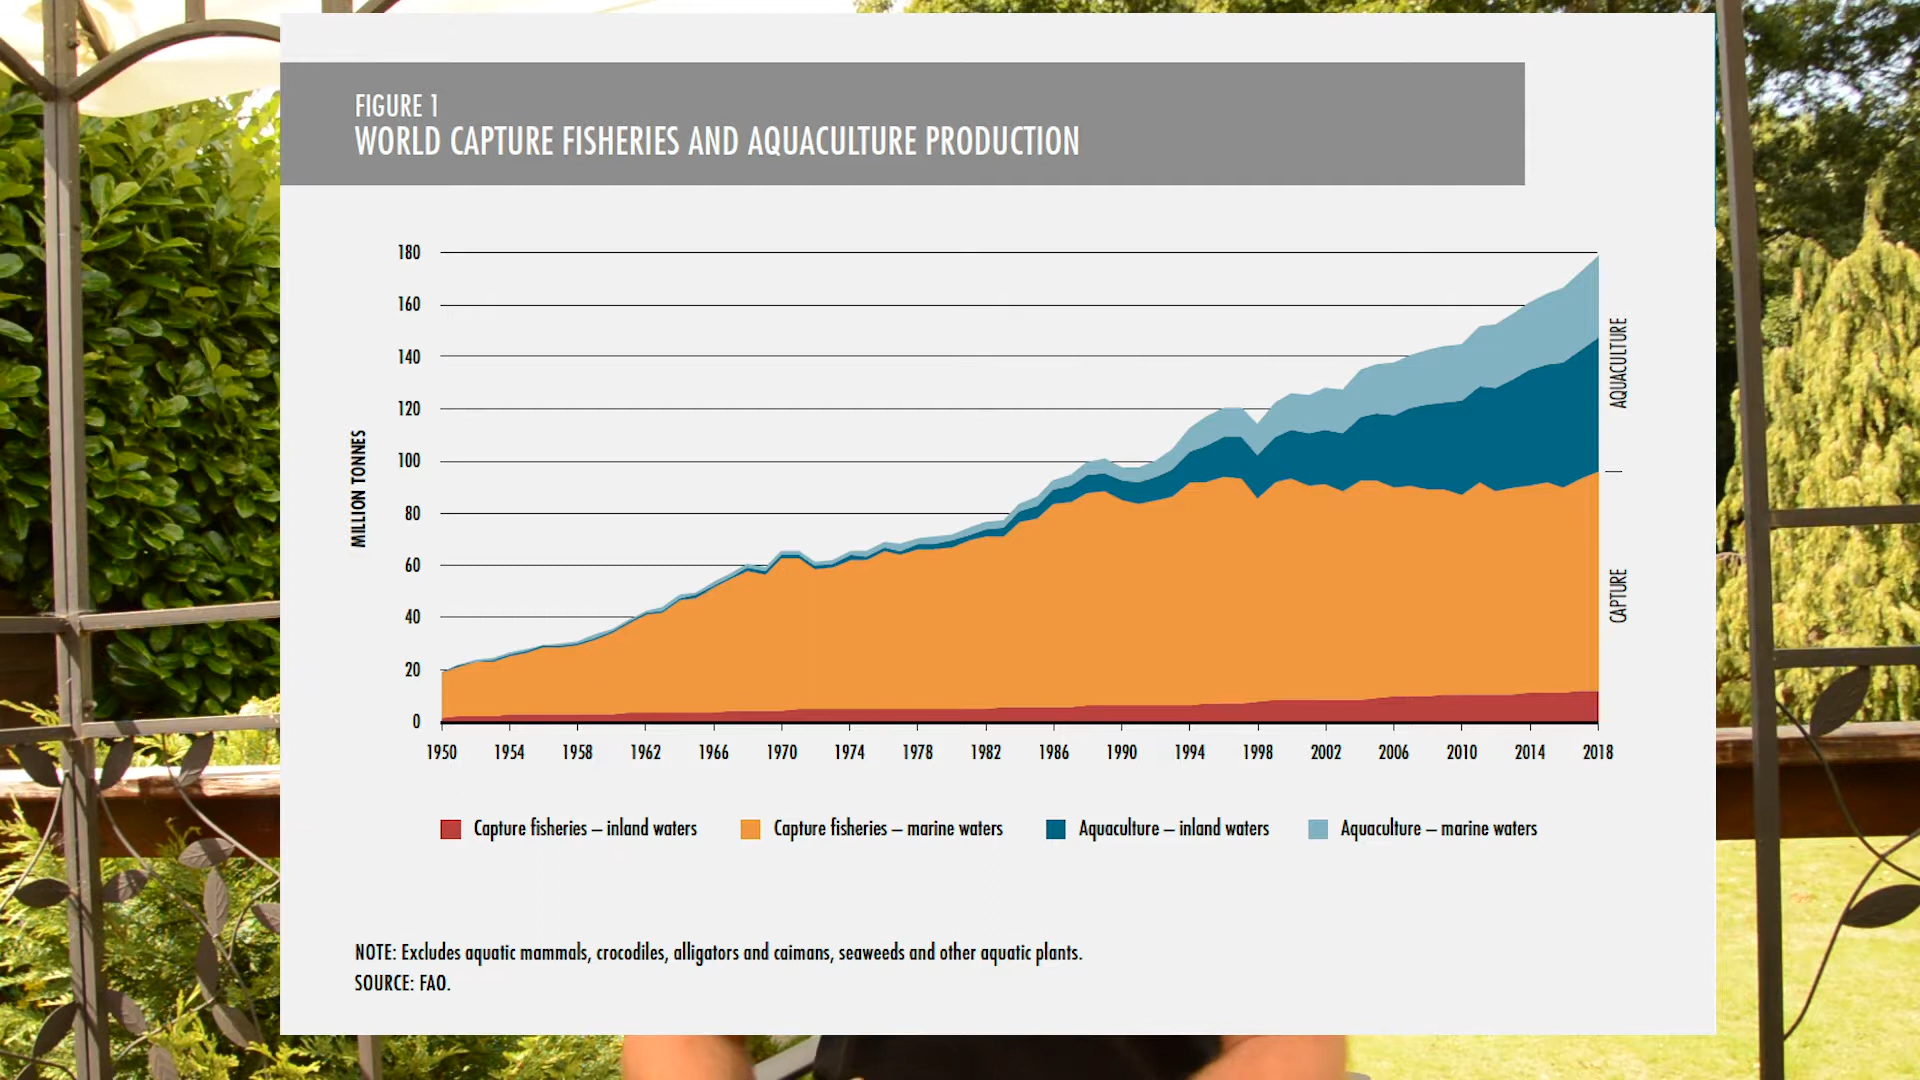 FIGURE 1
WORLD CAPTURE FISHERIES AND AQUACULTURE PRODUCTION
180
160
140
120
100
80
60
40
20
0
MILLION TONNES
AQUACULTURE
CAPTURE
1950 1954 1958 1962 1966 1970 1974 1978 1982 1986 1990 1994 1998 2002 2006 2010 2014 2018
Capture fisheries – inland waters Capture fisheries – marine waters Aquaculture – inland waters Aquaculture – marine waters
NOTE: Excludes aquatic mammals, crocodiles, alligators and caimans, seaweeds and other aquatic plants.
SOURCE: FAO.